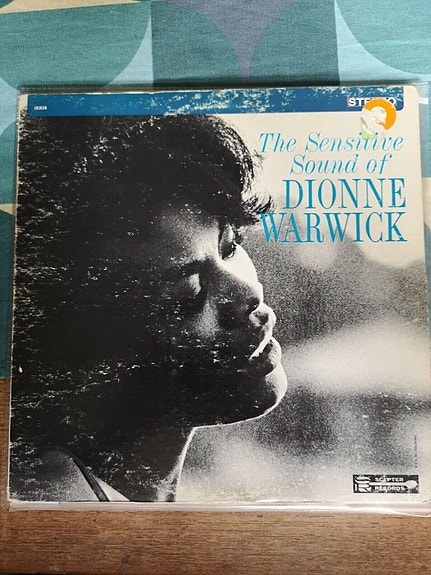 STEREO
The Sensitive
Sound of
DIONNE
WARWICK
SCEPTER
RECORDS